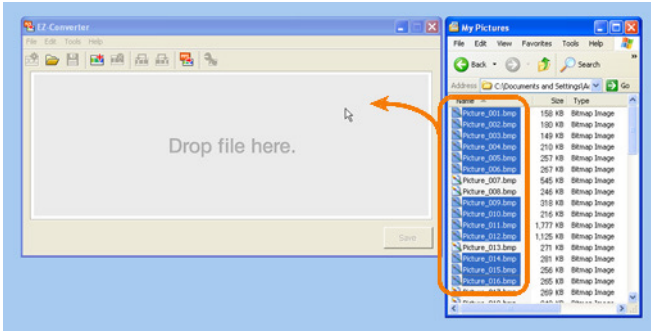 EZ-Converter
File Edit Tools Help
Drop file here.
Save
My Pictures
File Edit View Favorites Tools Help
Back Search
Address C:\Documents and Settings\A Go
Name Size Type
Picture_001.bmp 158 KB Bitmap Image
Picture_002.bmp 180 KB Bitmap Image
Picture_003.bmp 149 KB Bitmap Image
Picture_004.bmp 210 KB Bitmap Image
Picture_005.bmp 257 KB Bitmap Image
Picture_006.bmp 267 KB Bitmap Image
Picture_007.bmp 545 KB Bitmap Image
Picture_008.bmp 246 KB Bitmap Image
Picture_009.bmp 318 KB Bitmap Image
Picture_010.bmp 216 KB Bitmap Image
Picture_011.bmp 1,777 KB Bitmap Image
Picture_012.bmp 1,125 KB Bitmap Image
Picture_013.bmp 271 KB Bitmap Image
Picture_014.bmp 281 KB Bitmap Image
Picture_015.bmp 256 KB Bitmap Image
Picture_016.bmp 265 KB Bitmap Image
269 KB Bitmap Image